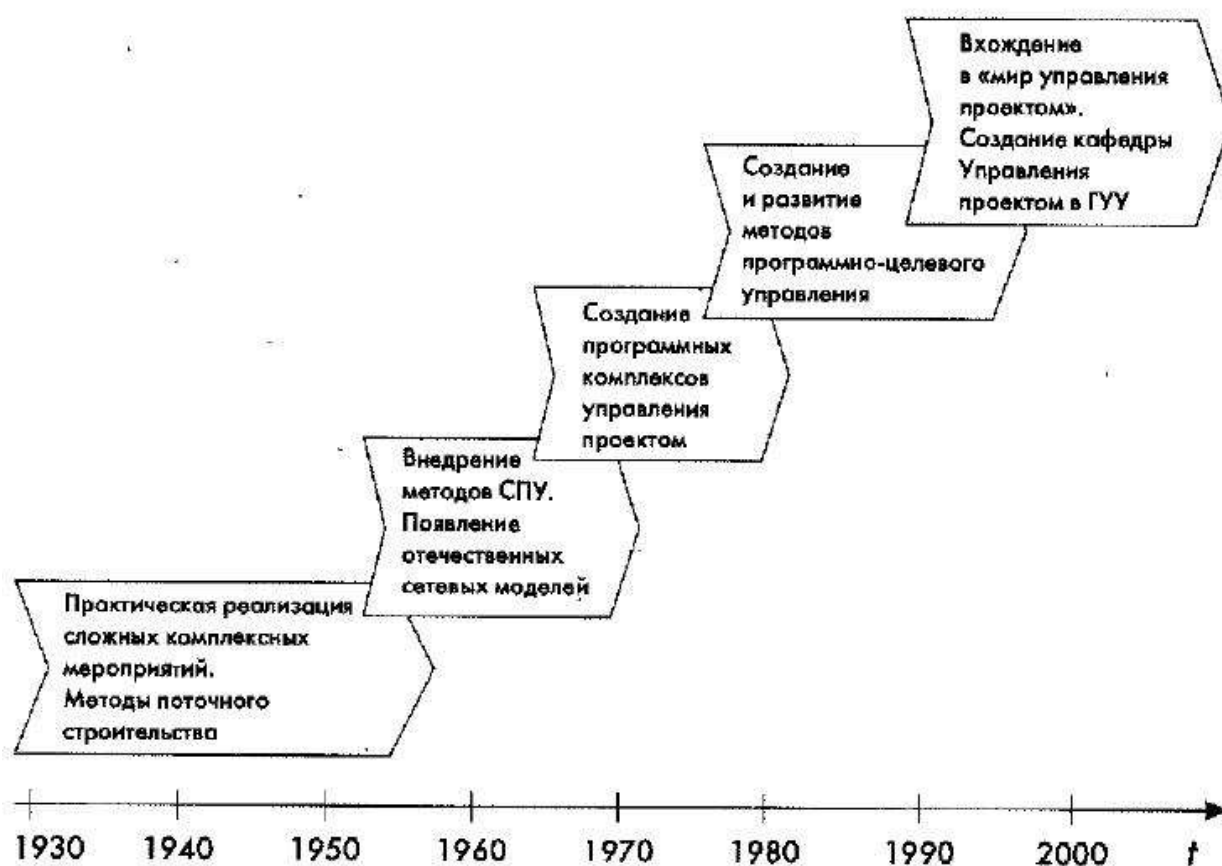 Вхождение
в «мир управления
проектом».
Создание кафедры
Управления
проектом в ГУУ
Создание
и развитие
методов
программно-целевого
управления
Создание
программных
комплексов
управления
проектом
Внедрение
методов СПУ.
Появление
отечественных
сетевых моделей
Практическая реализация
сложных комплексных
мероприятий.
Методы поточного
строительства
1930 1940 1950 1960 1970 1980 1990 2000 t